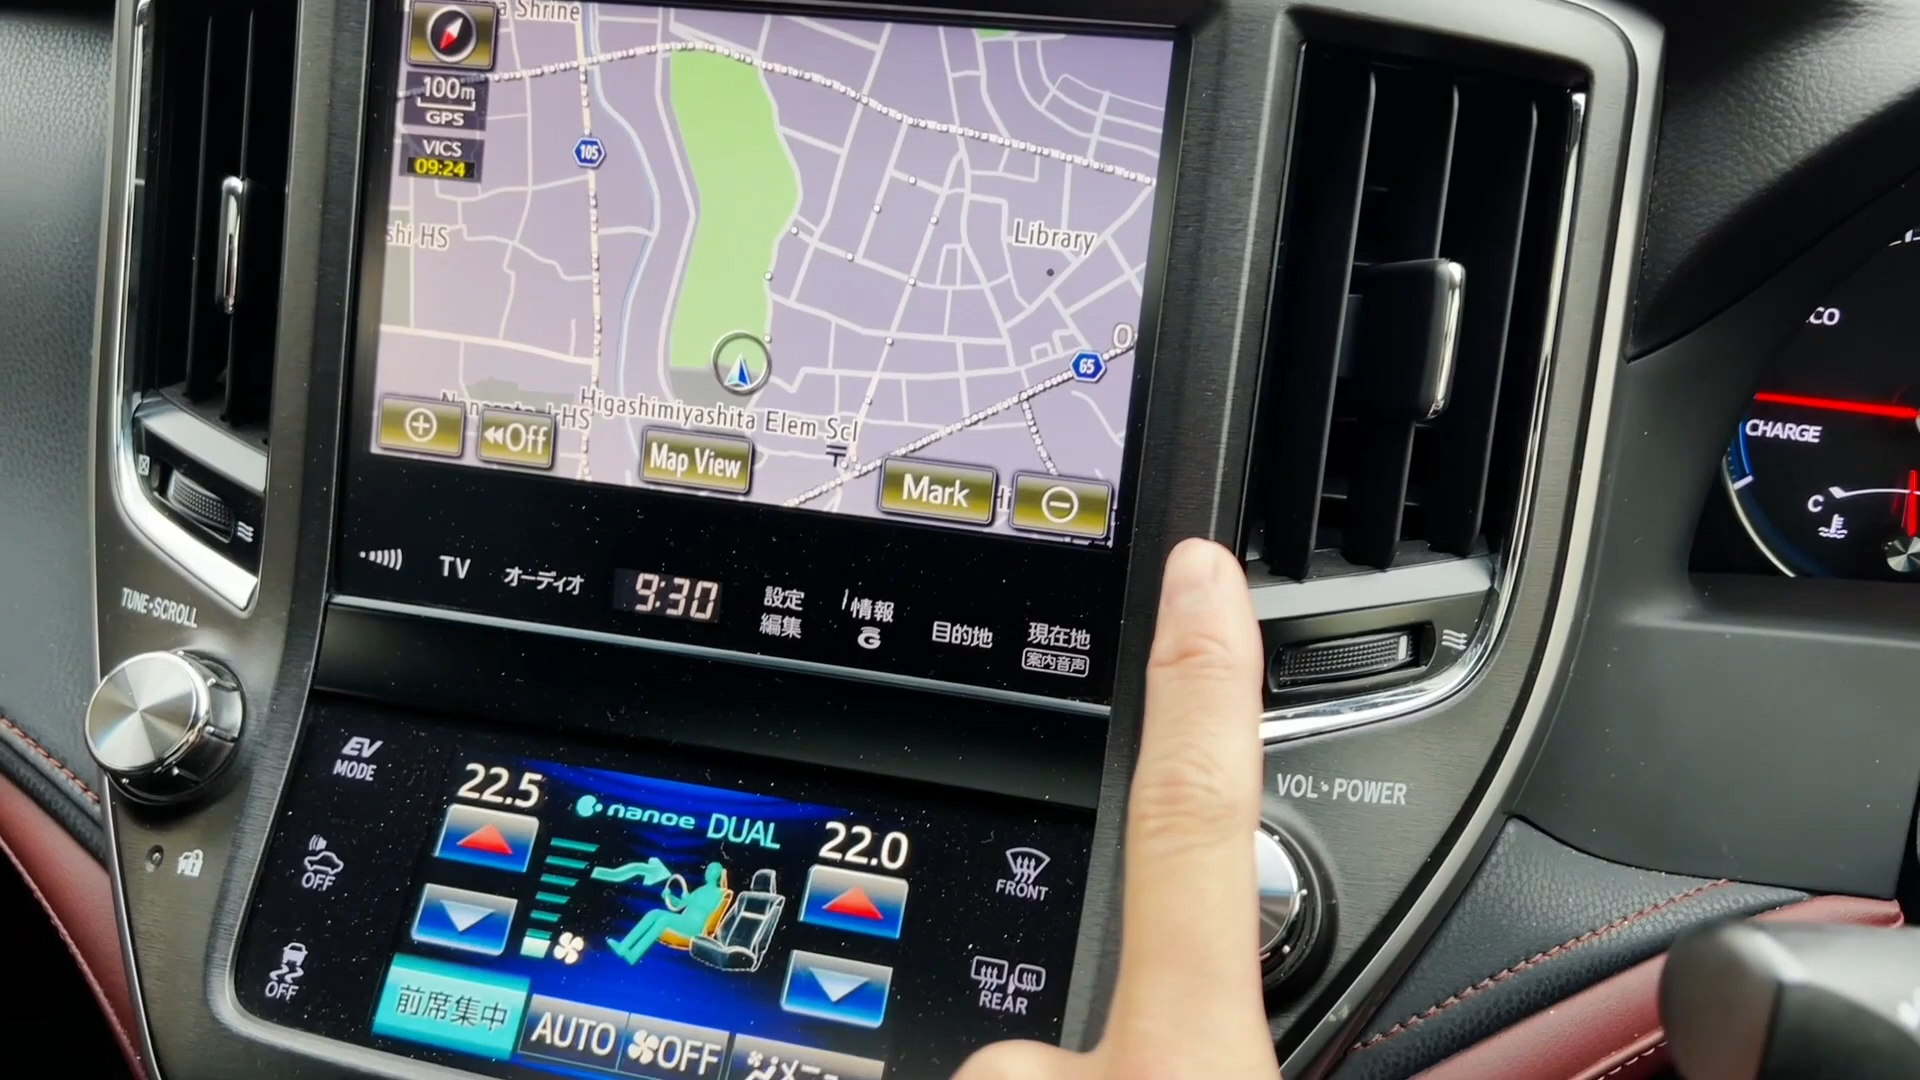 Shrine
100m
GPS
VICS
09:24
105
HS
Library
65
Higashimiyashita Elem Scl
HS
Off
Map View
Mark
TV
オーディオ
9:30
設定
編集
情報
G
目的地
現在地
案内音声
TUNE•SCROLL
VOL•POWER
EV
MODE
OFF
OFF
22.5
nanoe DUAL
22.0
FRONT
REAR
前席集中
AUTO
OFF
CHARGE
C